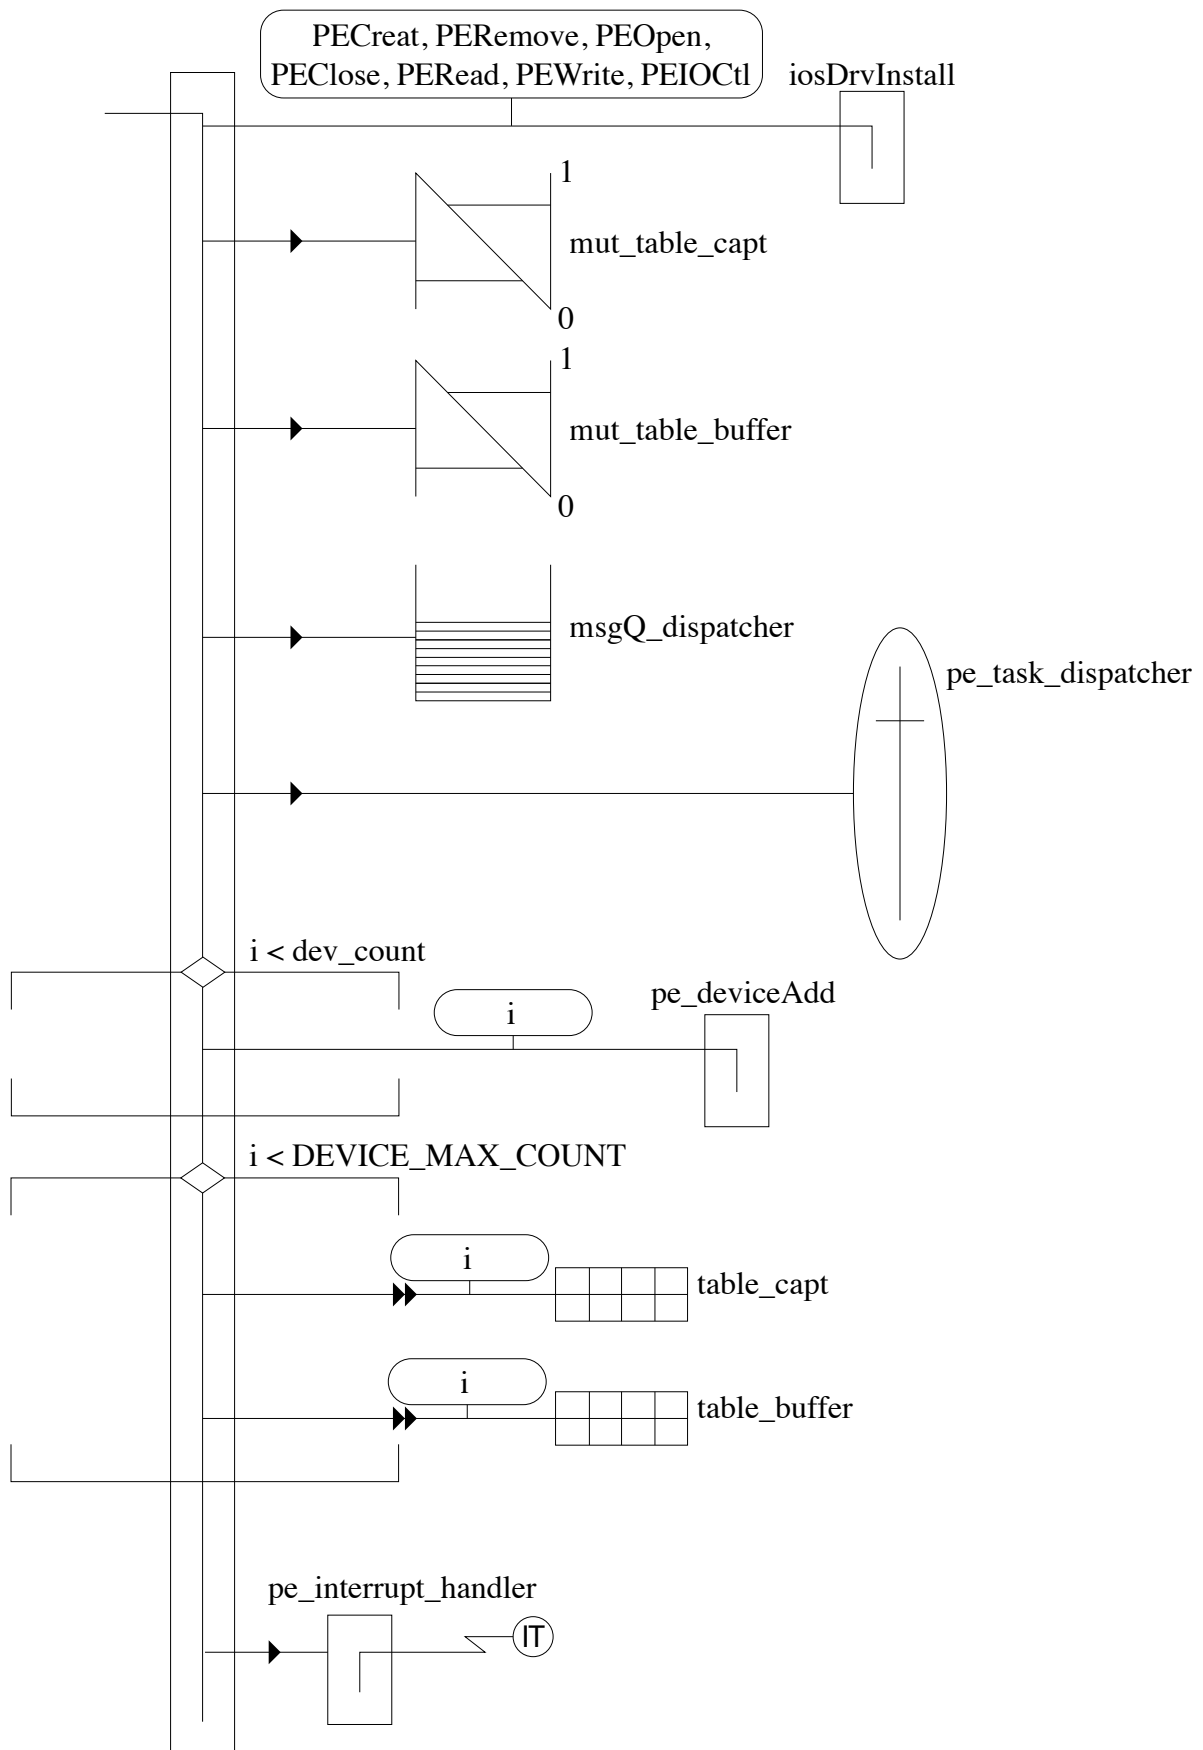 PECreat, PERemove, PEOpen,
PEClose, PERead, PEWrite, PEIOCtl
iosDrvInstall
1
mut_table_capt
0
1
mut_table_buffer
0
msgQ_dispatcher
pe_task_dispatcher
i < dev_count
pe_deviceAdd
i
i < DEVICE_MAX_COUNT
i
table_capt
i
table_buffer
pe_interrupt_handler
IT